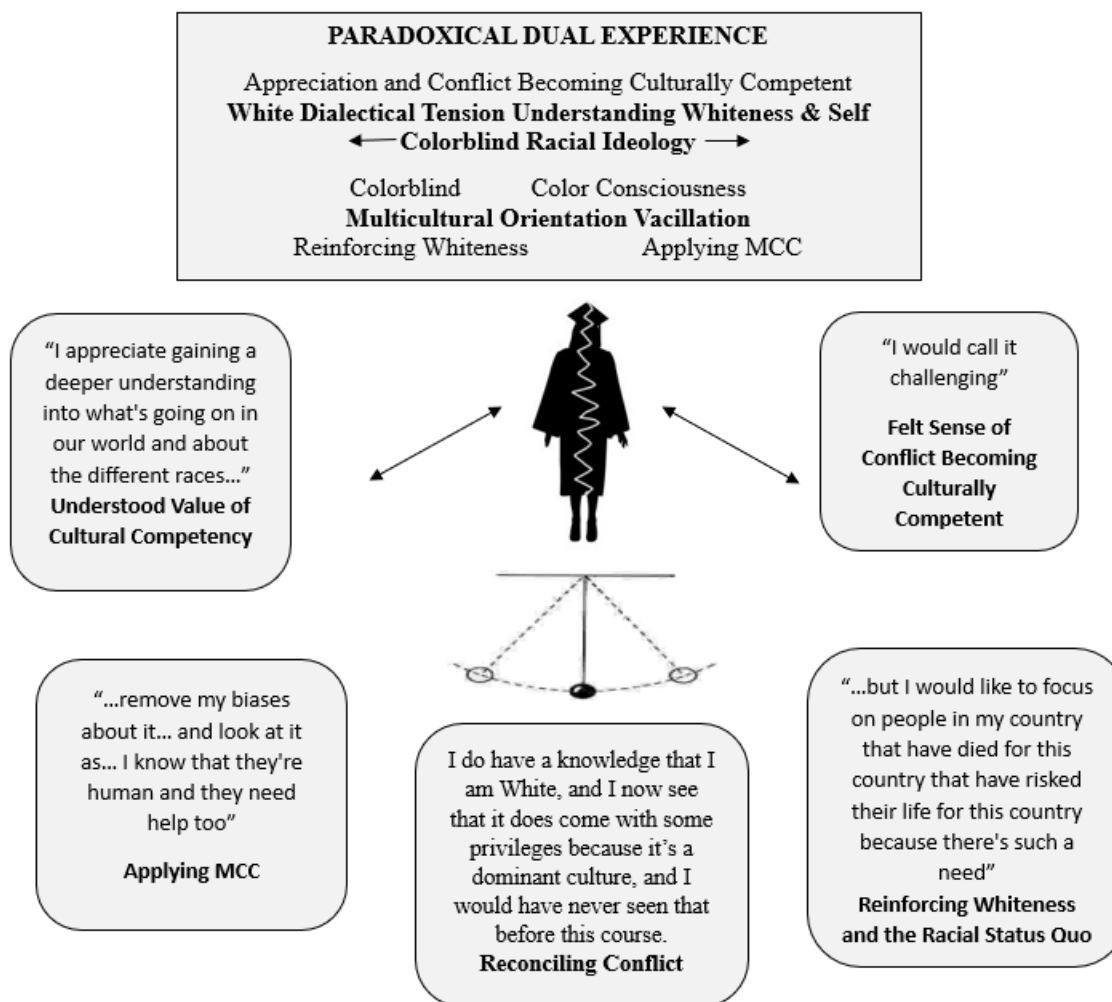 PARADOXICAL DUAL EXPERIENCE
Appreciation and Conflict Becoming Culturally Competent
White Dialectical Tension Understanding Whiteness & Self
Colorblind Racial Ideology
Colorblind Color Consciousness
Multicultural Orientation Vacillation
Reinforcing Whiteness Applying MCC
“I appreciate gaining a
deeper understanding
into what's going on in
our world and about
the different races...”
Understood Value of
Cultural Competency
“I would call it
challenging”
Felt Sense of
Conflict Becoming
Culturally
Competent
“...remove my biases
about it... and look at it
as... I know that they're
human and they need
help too”
Applying MCC
I do have a knowledge that I
am White, and I now see
that it does come with some
privileges because it’s a
dominant culture, and I
would have never seen that
before this course.
Reconciling Conflict
“...but I would like to focus
on people in my country
that have died for this
country that have risked
their life for this country
because there's such a
need”
Reinforcing Whiteness
and the Racial Status Quo